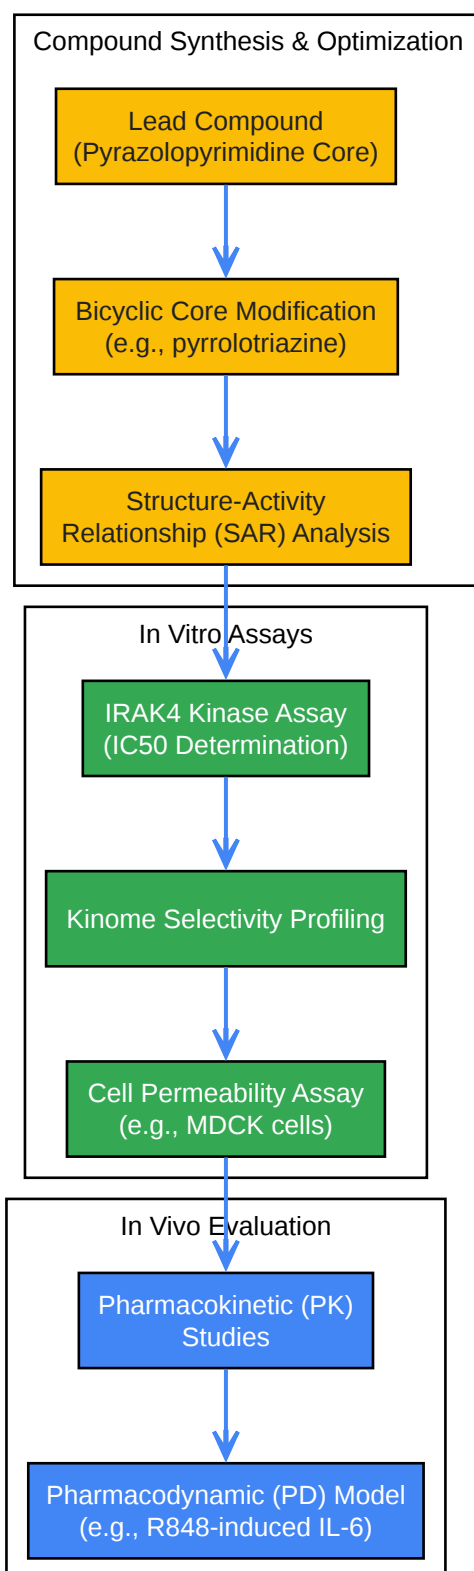 Compound Synthesis & Optimization
Lead Compound
(Pyrazolopyrimidine Core)
Bicyclic Core Modification
(e.g., pyrrolotriazine)
Structure-Activity
Relationship (SAR) Analysis
In Vitro Assays
IRAK4 Kinase Assay
(IC50 Determination)
Kinome Selectivity Profiling
Cell Permeability Assay
(e.g., MDCK cells)
In Vivo Evaluation
Pharmacokinetic (PK)
Studies
Pharmacodynamic (PD) Model
(e.g., R848-induced IL-6)